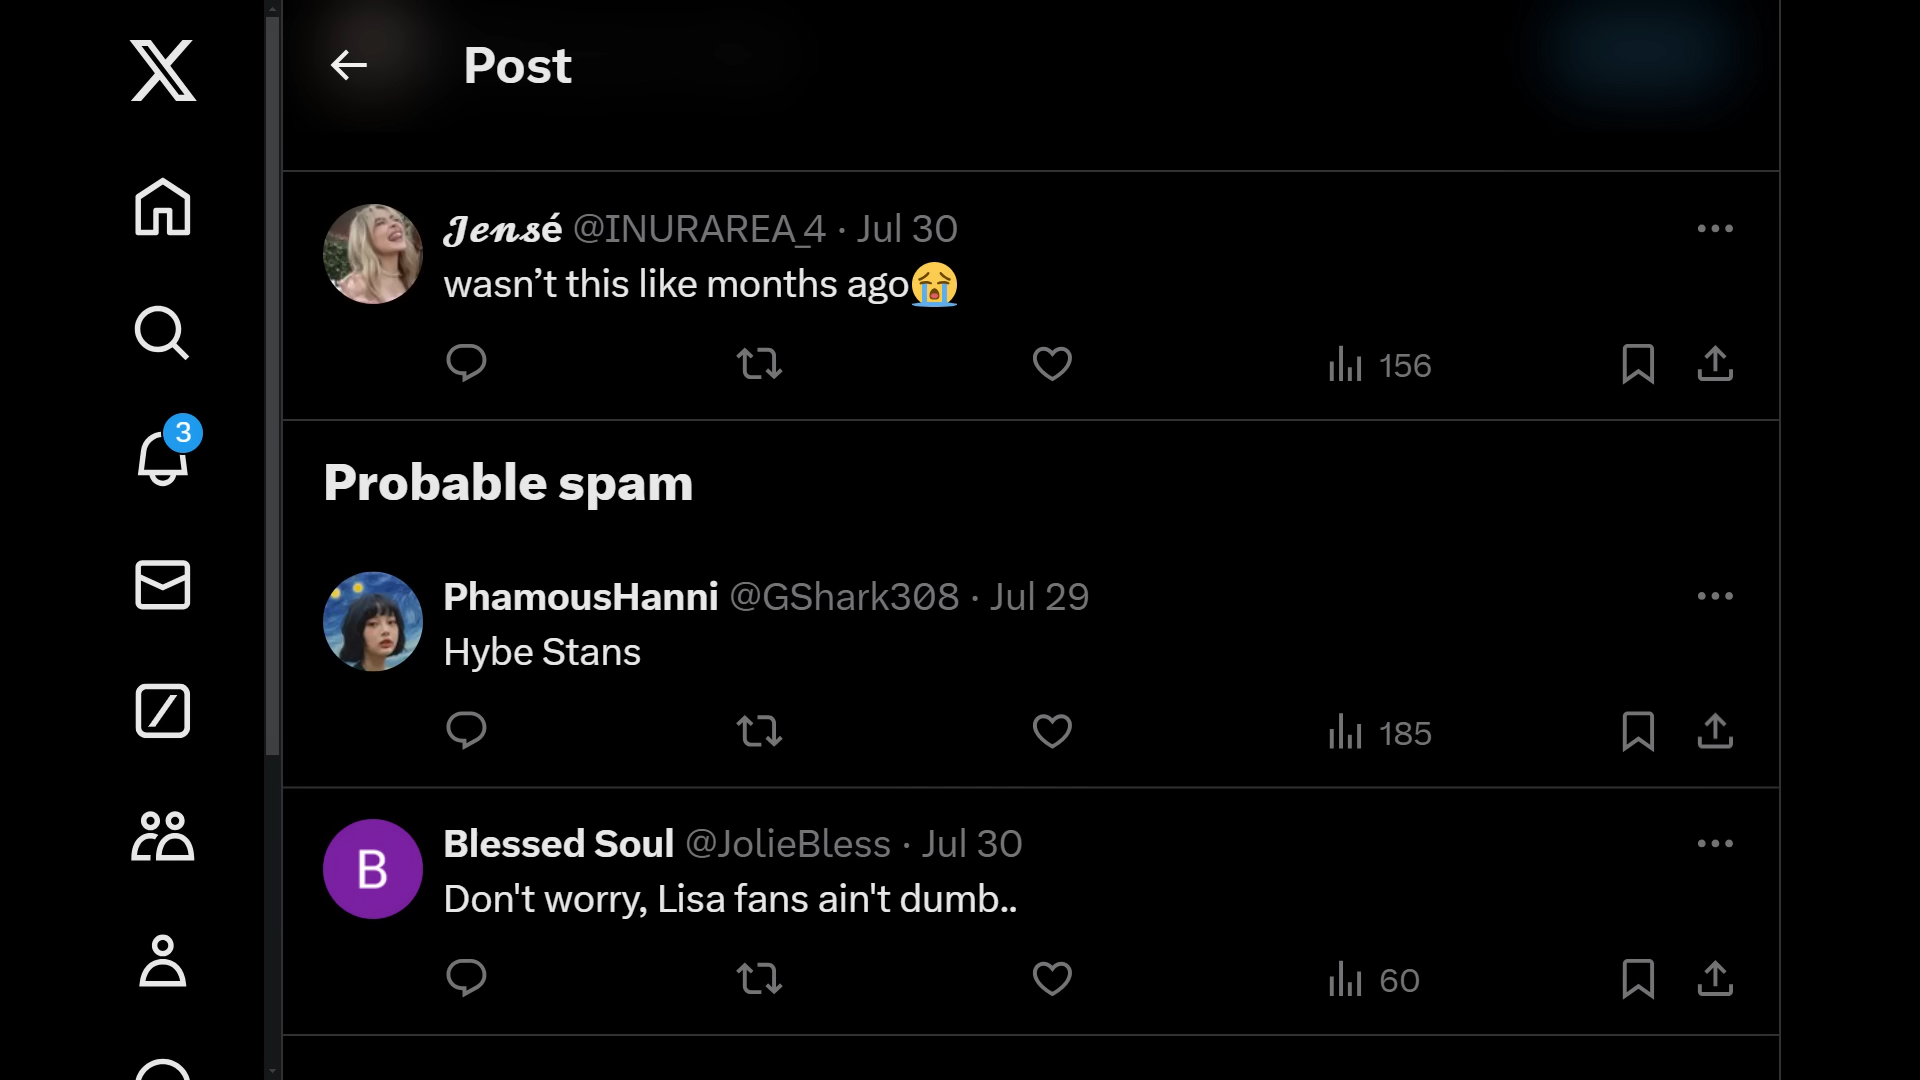 Post
Jensé @INURAREA_4 · Jul 30
wasn’t this like months ago😭
156
3
Probable spam
PhamousHanni @GShark308 · Jul 29
Hybe Stans
185
B
Blessed Soul @JolieBless · Jul 30
Don't worry, Lisa fans ain't dumb..
60